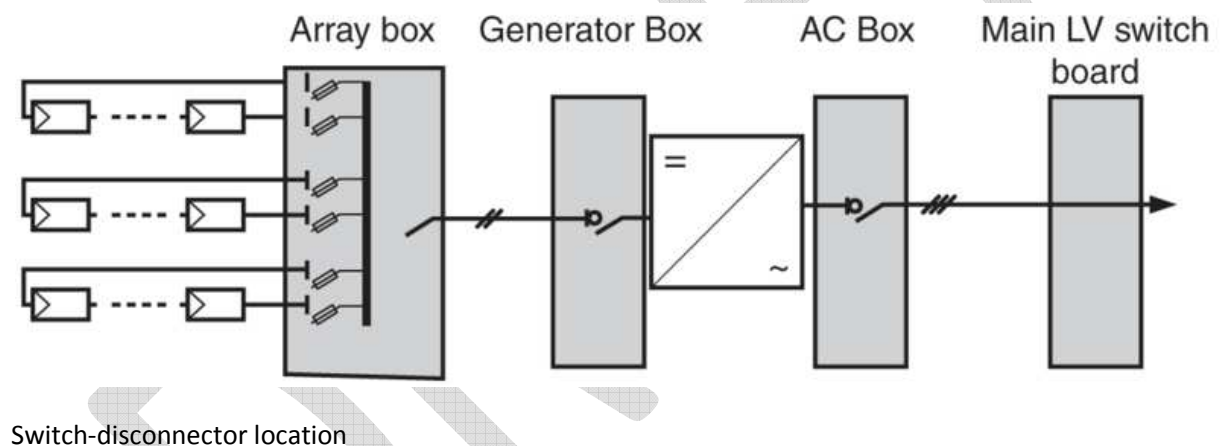 Array box
Generator Box
AC Box
Main LV switch
board
=
~
Switch-disconnector location